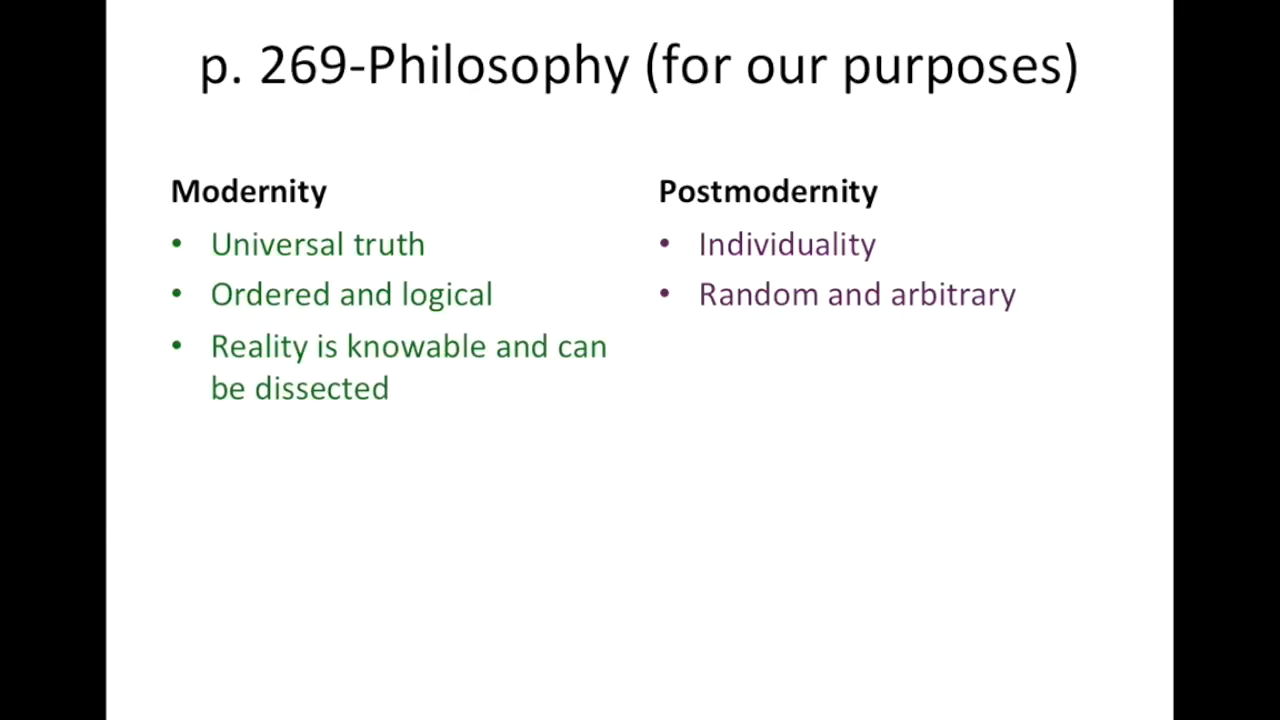 p. 269-Philosophy (for our purposes)
Modernity
• Universal truth
• Ordered and logical
• Reality is knowable and can
be dissected
Postmodernity
• Individuality
• Random and arbitrary